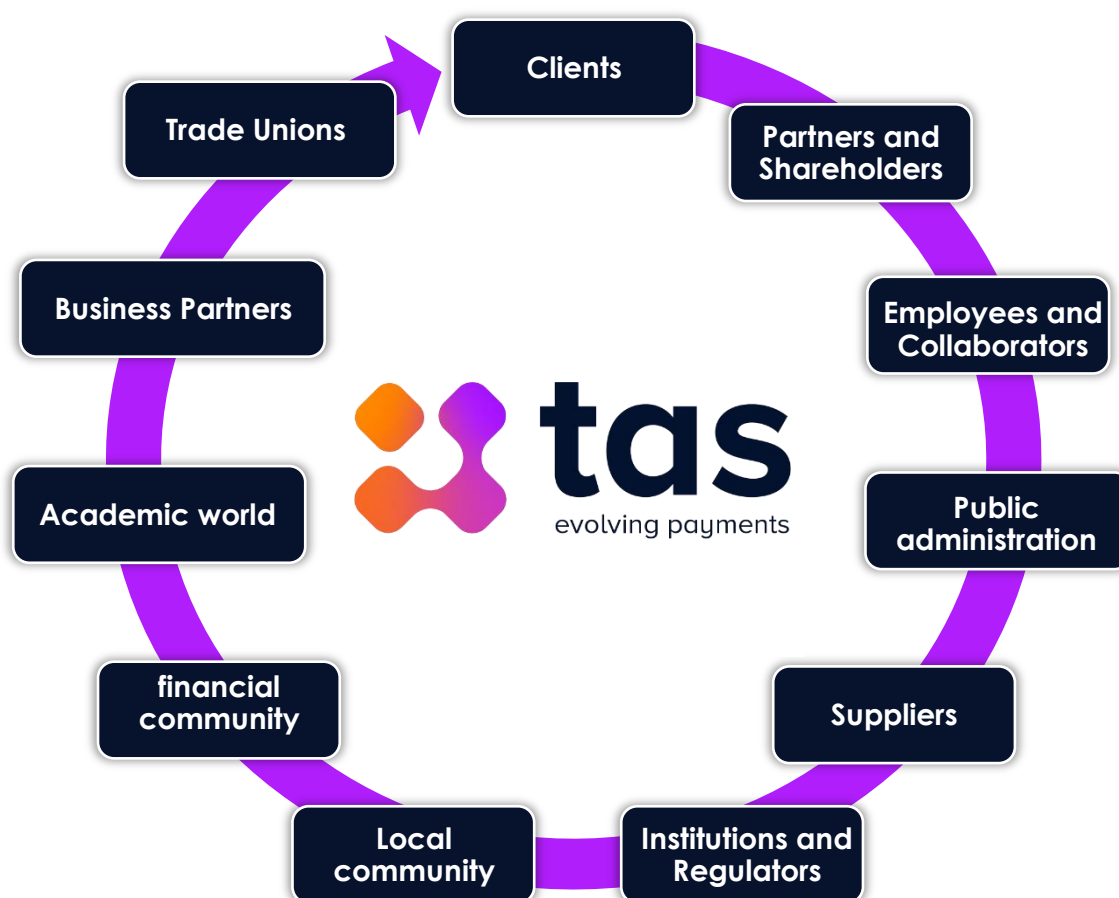 Clients
Partners and
Shareholders
Employees and
Collaborators
Public
administration
Suppliers
Institutions and
Regulators
Local
community
financial
community
Academic world
Business Partners
Trade Unions
tas
evolving payments